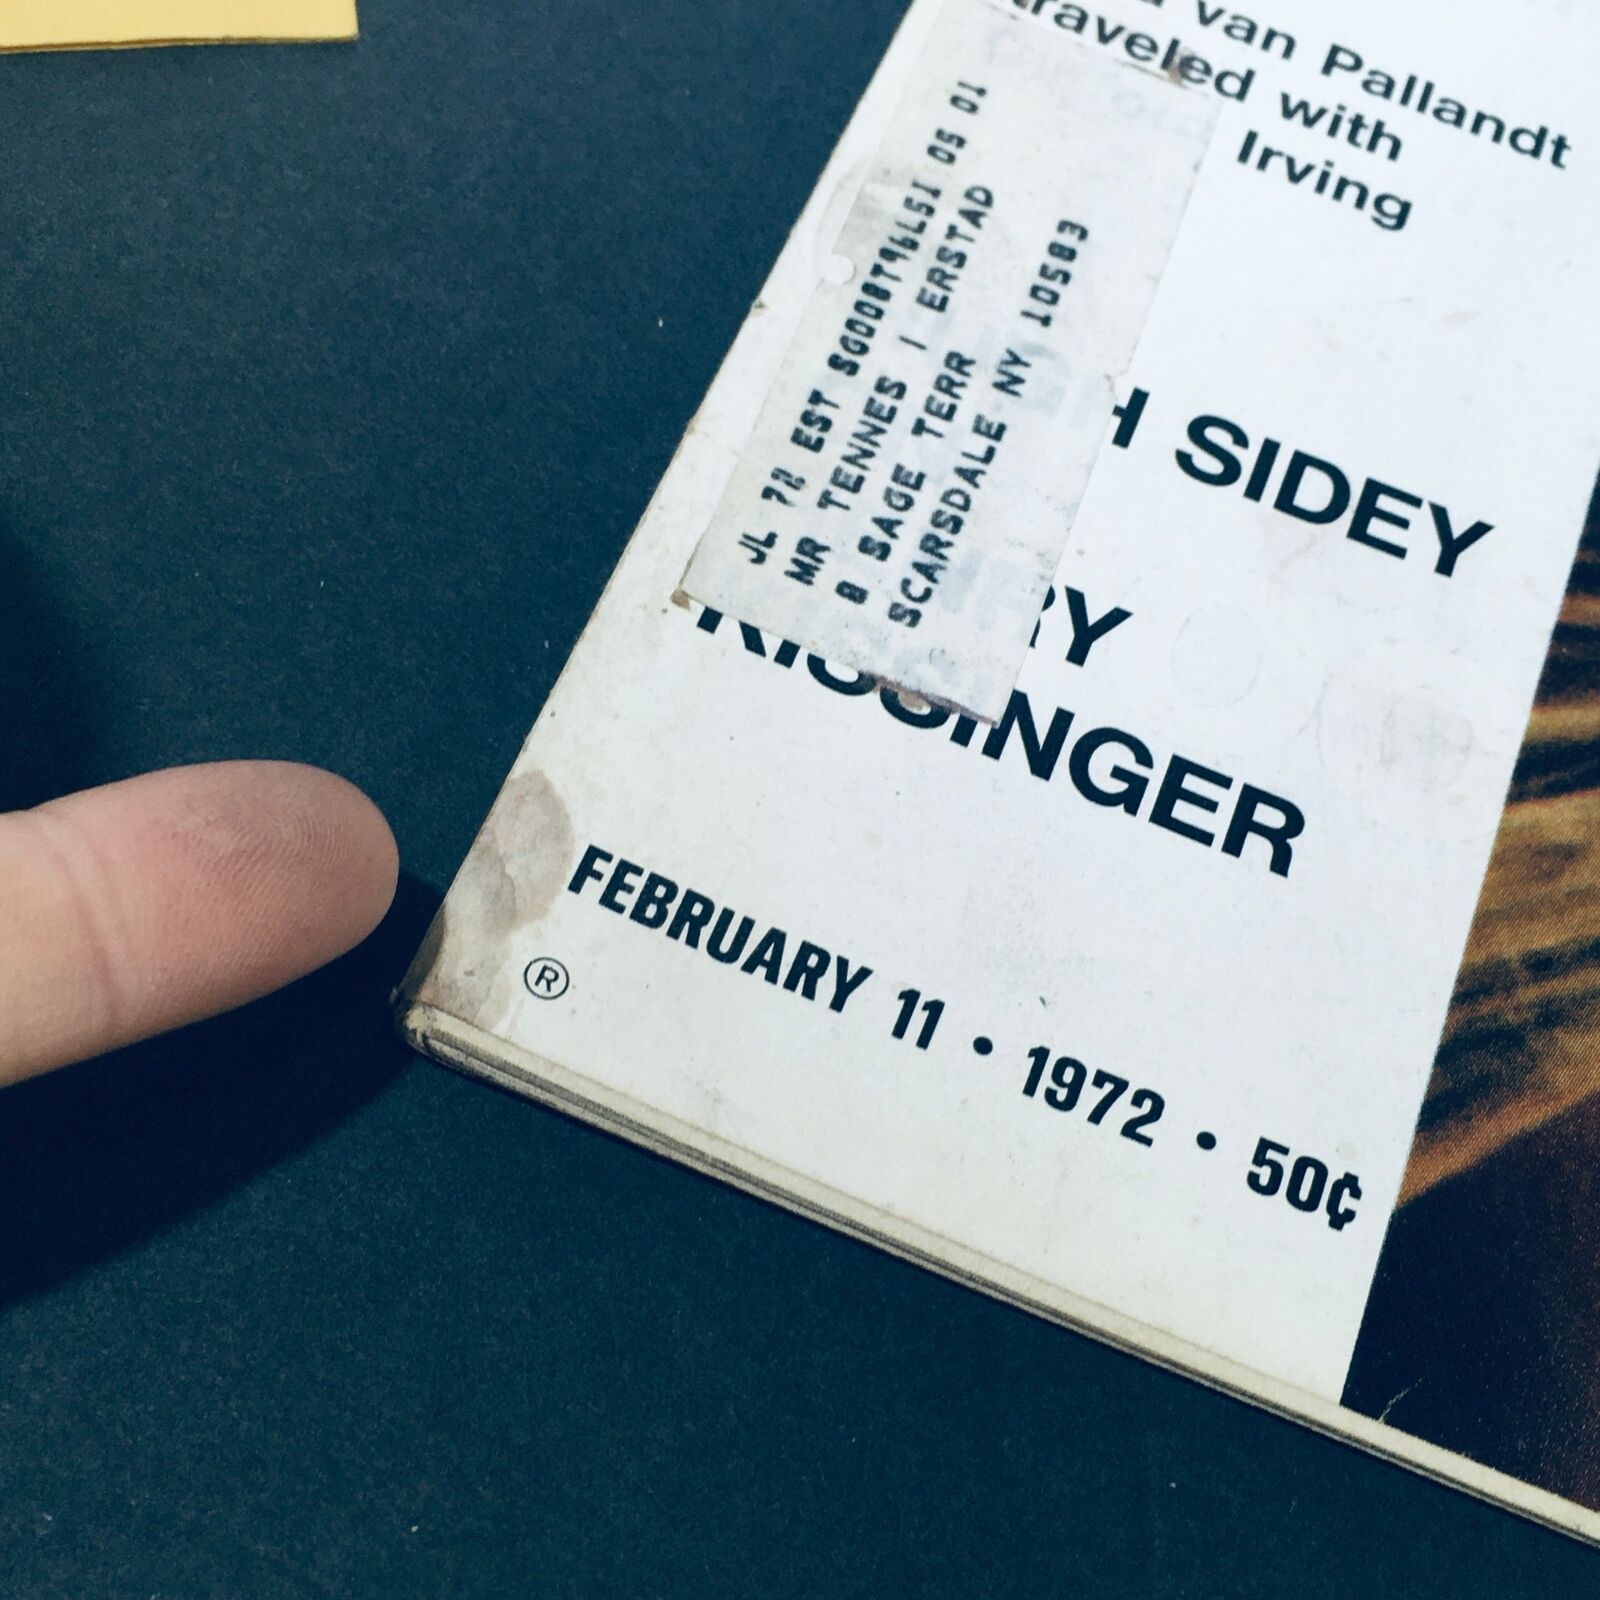 van Pallandt
traveled with
Irving
H SIDEY
RY
KISSINGER
FEBRUARY 11 • 1972 • 50¢
®
JL 72 EST
05 01
MR TENNES I ERSTAD
8 SAGE TERR
SCARSDALE NY 10583